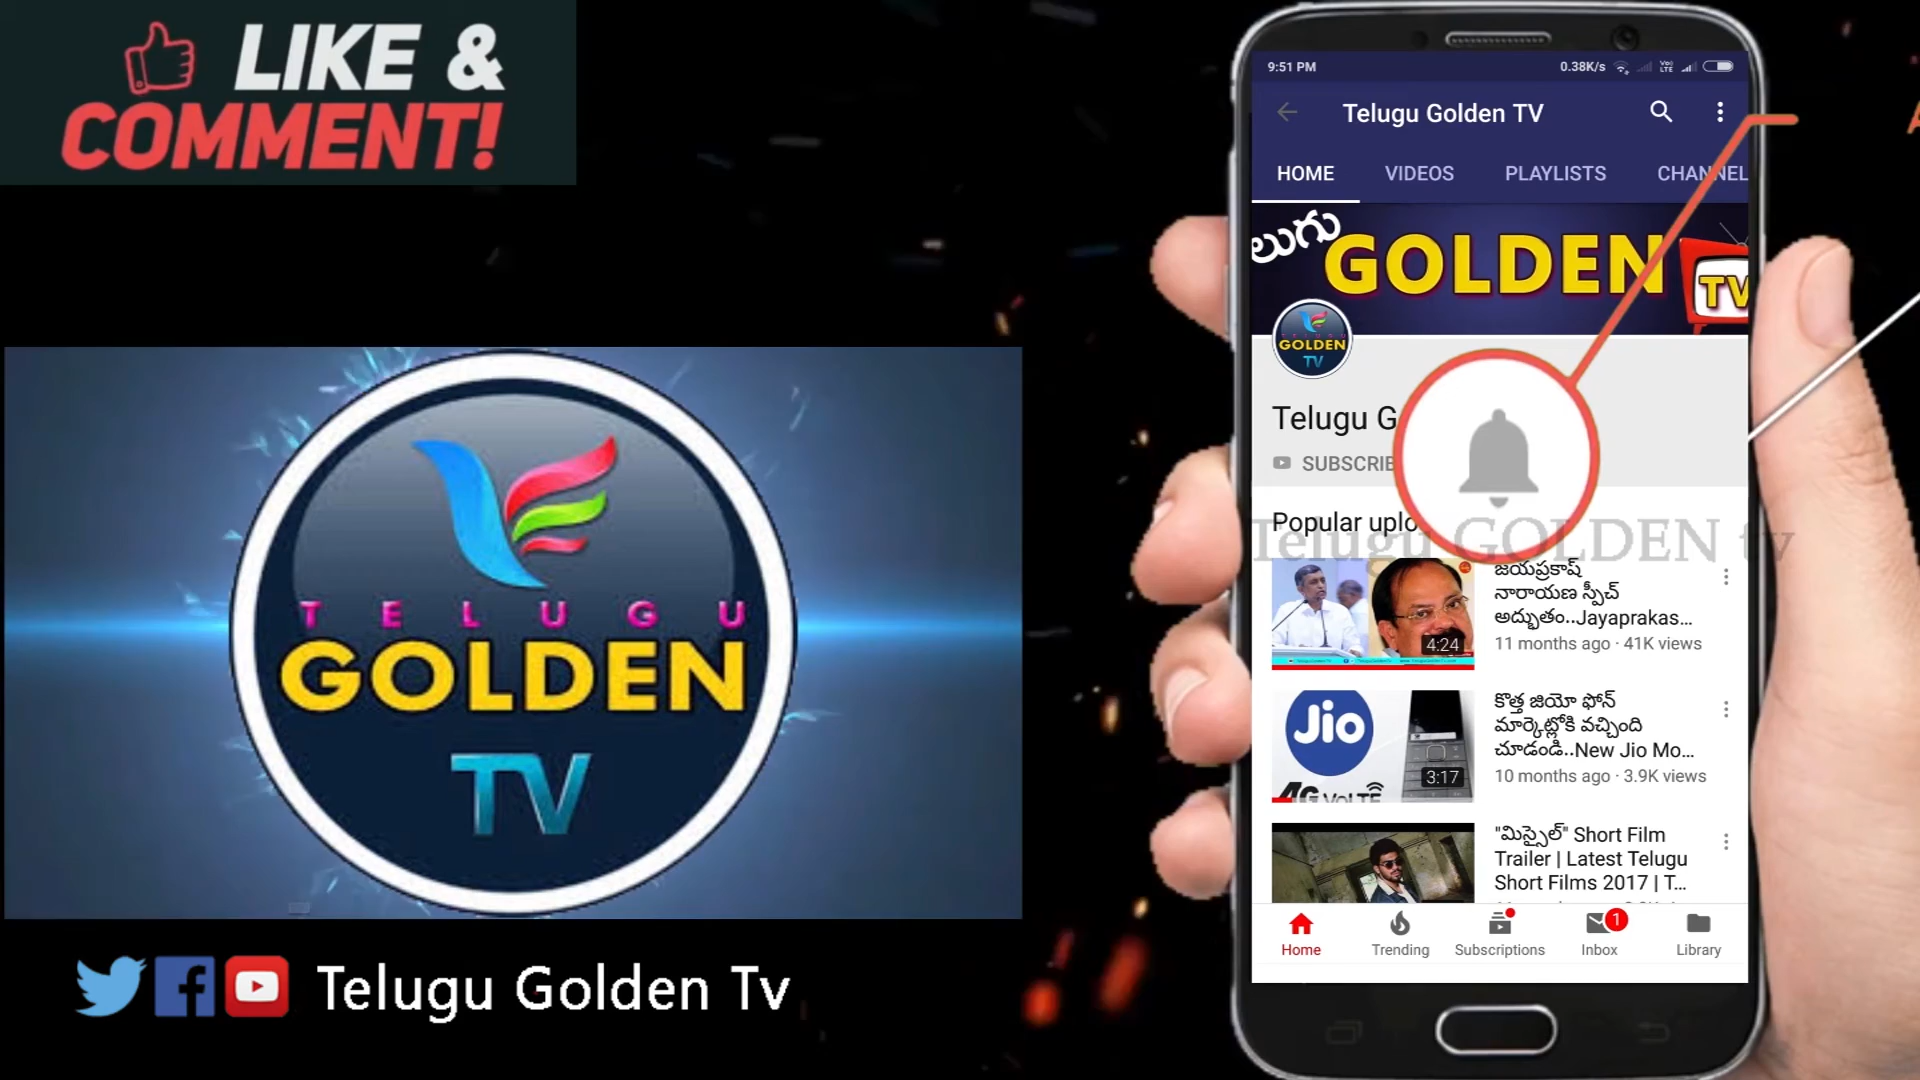 LIKE &
COMMENT!
TELUGU
GOLDEN
TV
Telugu Golden Tv
9:51 PM
0.38K/s
Telugu Golden TV
HOME VIDEOS PLAYLISTS CHANNEL
లుగు
GOLDEN
TV
TELUGU
GOLDEN
TV
Telugu G
SUBSCRIB
Popular uplo
Telugu GOLDEN tv
జయప్రకాష్
నారాయణ స్పీచ్
అద్భుతం..Jayaprakas...
11 months ago · 41K views
4:24
Jio
4G VoLTE
3:17
కొత్త జియో ఫోన్
మార్కెట్లోకి వచ్చింది
చూడండి..New Jio Mo...
10 months ago · 3.9K views
"మిస్సైల్" Short Film
Trailer | Latest Telugu
Short Films 2017 | T...
Home Trending Subscriptions Inbox 1 Library